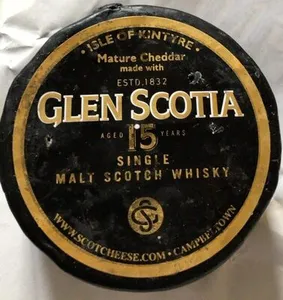 • ISLE OF KINTYRE •
Mature Cheddar
made with
ESTD. 1832
GLEN SCOTIA
AGED 15 YEARS
SINGLE
MALT SCOTCH WHISKY
WWW.SCOTCHEESE.COM • CAMPBELTOWN